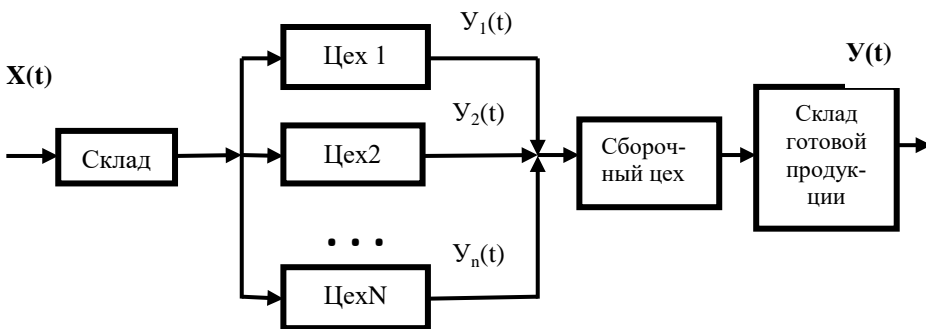 У₁(t)
У(t)
Х(t)
Цех 1
У₂(t)
Склад
Цех2
Сбороч-
ный цех
Склад
готовой
продук-
ции
. . .
Уₙ(t)
ЦехN